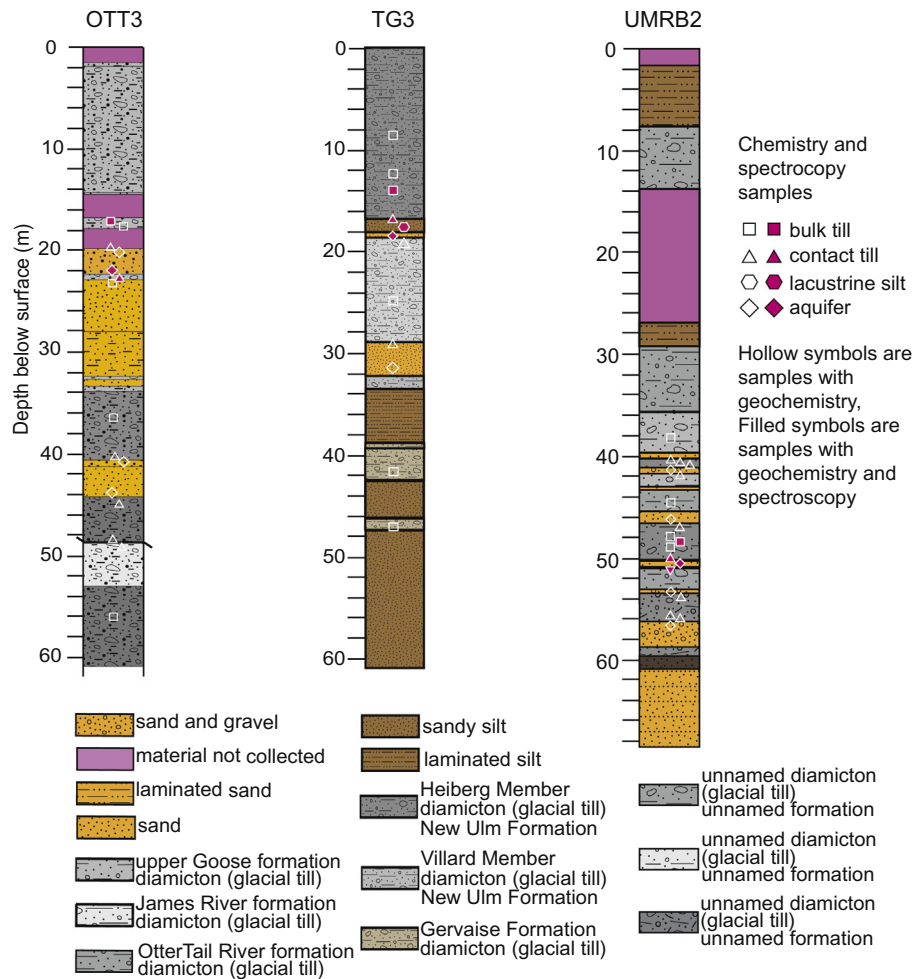 OTT3
TG3
UMRB2
Depth below surface (m)
0
10
20
30
40
50
60
0
10
20
30
40
50
60
0
10
20
30
40
50
60
Chemistry and
spectrocopy
samples
bulk till
contact till
lacustrine silt
aquifer
Hollow symbols are
samples with
geochemistry,
Filled symbols are
samples with
geochemistry and
spectroscopy
sand and gravel
material not collected
laminated sand
sand
upper Goose formation
diamicton (glacial till)
James River formation
diamicton (glacial till)
OtterTail River formation
diamicton (glacial till)
sandy silt
laminated silt
Heiberg Member
diamicton (glacial till)
New Ulm Formation
Villard Member
diamicton (glacial till)
New Ulm Formation
Gervaise Formation
diamicton (glacial till)
unnamed diamicton
(glacial till)
unnamed formation
unnamed diamicton
(glacial till)
unnamed formation
unnamed diamicton
(glacial till)
unnamed formation